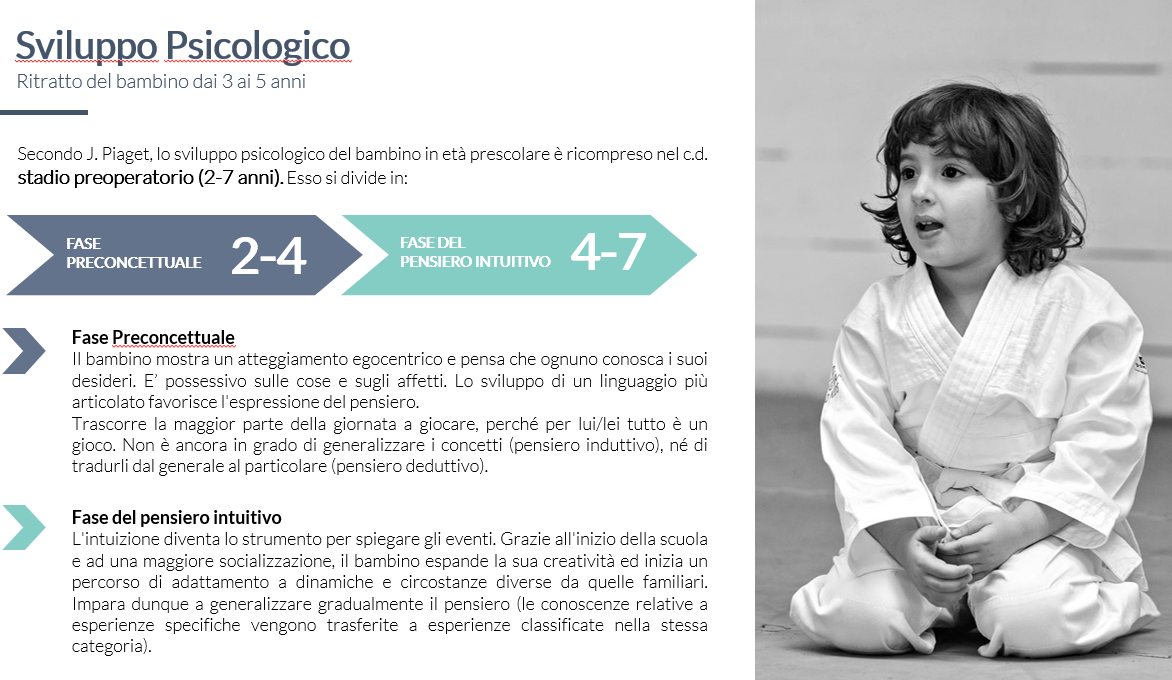 Sviluppo Psicologico
Ritratto del bambino dai 3 ai 5 anni
Secondo J. Piaget, lo sviluppo psicologico del bambino in età prescolare è ricompreso nel c.d.
stadio preoperatorio (2-7 anni). Esso si divide in:
FASE
PRECONCETTUALE
2-4
FASE DEL
PENSIERO INTUITIVO
4-7
Fase Preconcettuale
Il bambino mostra un atteggiamento egocentrico e pensa che ognuno conosca i suoi
desideri. E’ possessivo sulle cose e sugli affetti. Lo sviluppo di un linguaggio più
articolato favorisce l'espressione del pensiero.
Trascorre la maggior parte della giornata a giocare, perché per lui/lei tutto è un
gioco. Non è ancora in grado di generalizzare i concetti (pensiero induttivo), né di
tradurli dal generale al particolare (pensiero deduttivo).
Fase del pensiero intuitivo
L'intuizione diventa lo strumento per spiegare gli eventi. Grazie all'inizio della scuola
e ad una maggiore socializzazione, il bambino espande la sua creatività ed inizia un
percorso di adattamento a dinamiche e circostanze diverse da quelle familiari.
Impara dunque a generalizzare gradualmente il pensiero (le conoscenze relative a
esperienze specifiche vengono trasferite a esperienze classificate nella stessa
categoria).